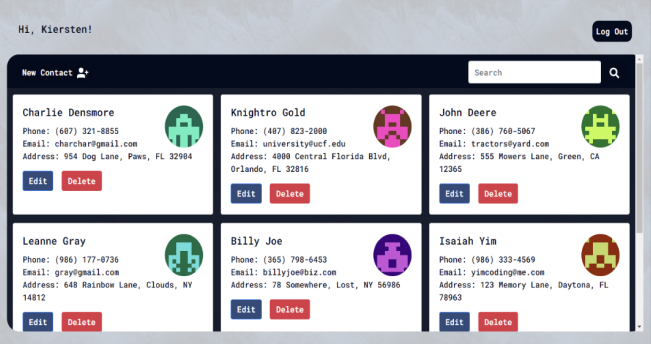 Hi, Kiersten!
Log Out
New Contact
Search
Charlie Densmore
Phone: (607) 321-8855
Email: charchar@gmail.com
Address: 954 Dog Lane, Paws, FL 32904
Edit Delete
Knightro Gold
Phone: (407) 823-2000
Email: university@ucf.edu
Address: 4000 Central Florida Blvd,
Orlando, FL 32816
Edit Delete
John Deere
Phone: (386) 760-5067
Email: tractors@yard.com
Address: 555 Mowers Lane, Green, CA
12365
Edit Delete
Leanne Gray
Phone: (986) 177-0736
Email: gray@gmail.com
Address: 648 Rainbow Lane, Clouds, NY
14812
Edit Delete
Billy Joe
Phone: (365) 798-6453
Email: billyjoe@biz.com
Address: 78 Somewhere, Lost, NY 56986
Edit Delete
Isaiah Yim
Phone: (986) 333-4569
Email: yimcoding@me.com
Address: 123 Memory Lane, Daytona, FL
78963
Edit Delete